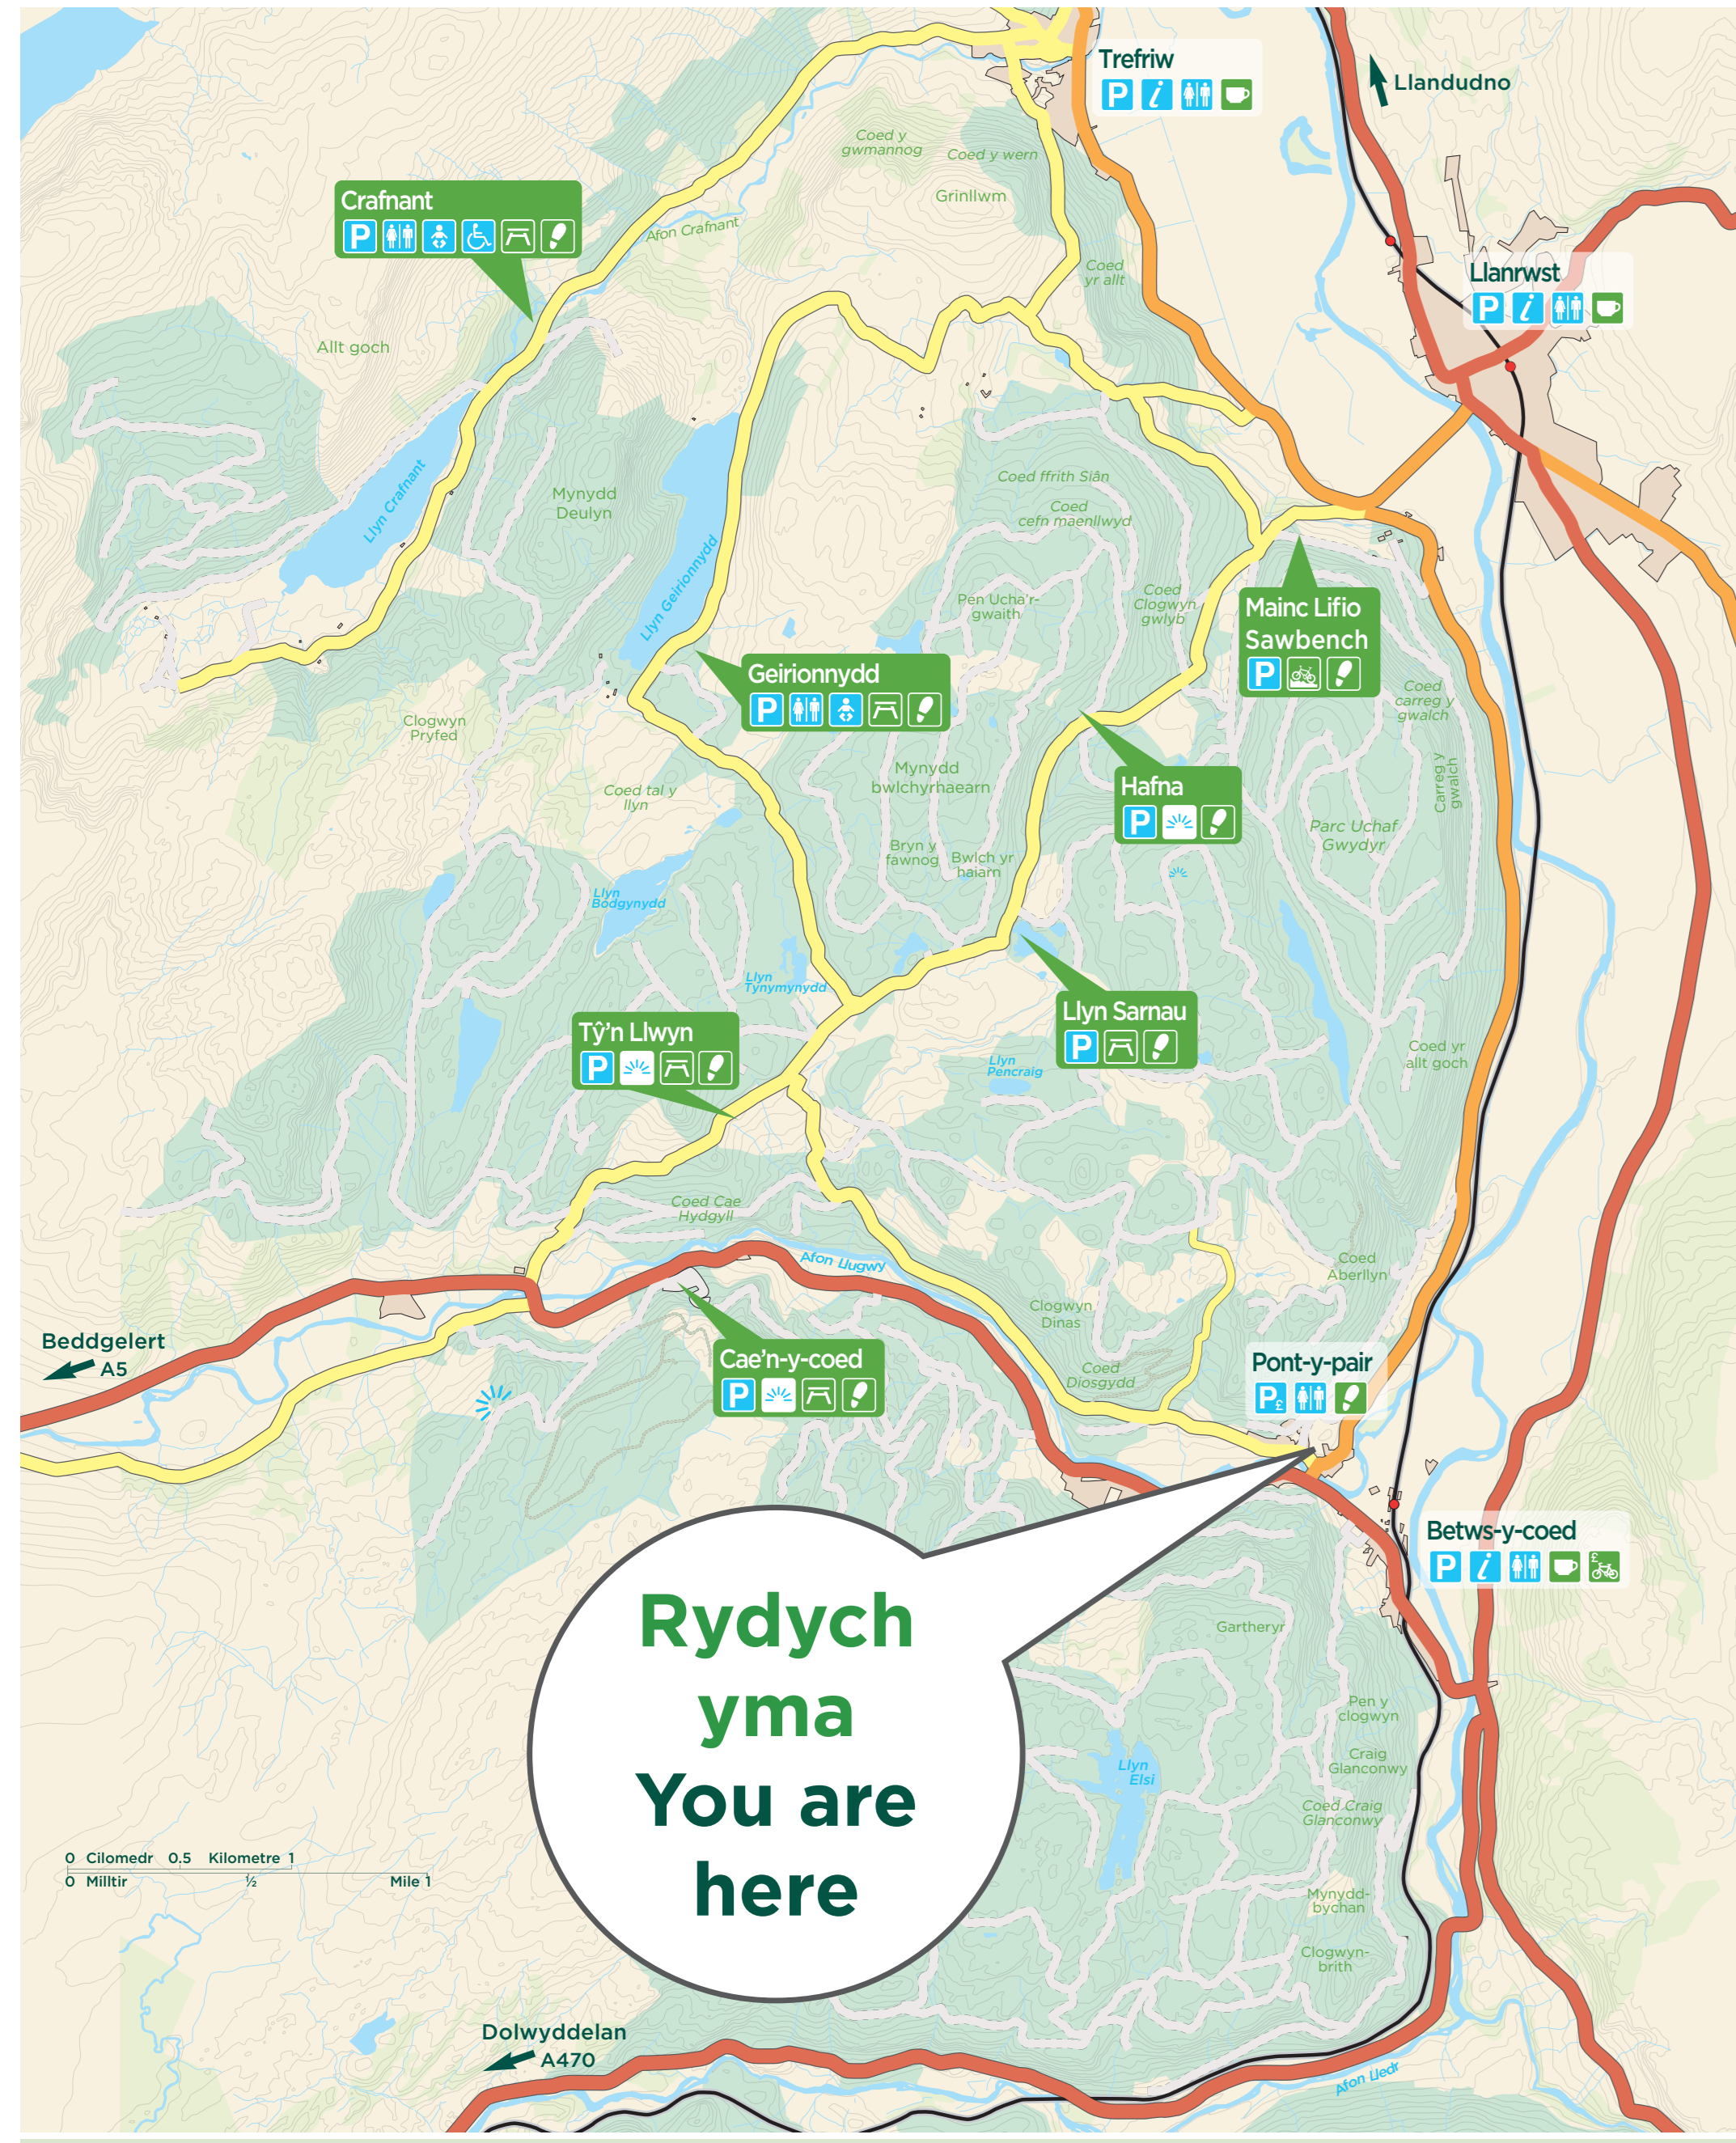 Trefriw
P i
Llandudno
Coed y
gwmannog
Coed y wern
Grinllwm
Crafnant
P
Afon Crafnant
Coed
yr allt
Llanrwst
P i
Allt goch
Mynydd
Deulyn
Llyn Crafnant
Llyn Geirionnydd
Coed ffrith Siân
Coed
cefn maenllwyd
Pen Ucha'r-
gwaith
Coed
Clogwyn
gwlyb
Mainc Lifio
Sawbench
P
Geirionnydd
P
Coed
carreg y
gwalch
Clogwyn
Pryfed
Coed tal y
llyn
Mynydd
bwlchyrhaearn
Hafna
P
Carreg y
gwalch
Parc Uchaf
Gwydyr
Bryn y
fawnog
Bwlch yr
haiarn
Llyn
Bodgynydd
Llyn
Tynymynydd
Llyn Sarnau
P
Tŷ'n Llwyn
P
Llyn
Pencraig
Coed yr
allt goch
Coed Cae
Hydgyll
Afon Llugwy
Coed
Aberllyn
Clogwyn
Dinas
Beddgelert
A5
Cae'n-y-coed
P
Coed
Diosgydd
Pont-y-pair
P£
Betws-y-coed
P i £
Rydych
yma
You are
here
Gartheryr
Pen y
clogwyn
Craig
Glanconwy
Llyn
Elsi
Coed Craig
Glanconwy
0 Cilomedr 0.5 Kilometre 1
0 Milltir ½ Mile 1
Mynydd-
bychan
Clogwyn-
brith
Dolwyddelan
A470
Afon Lledr